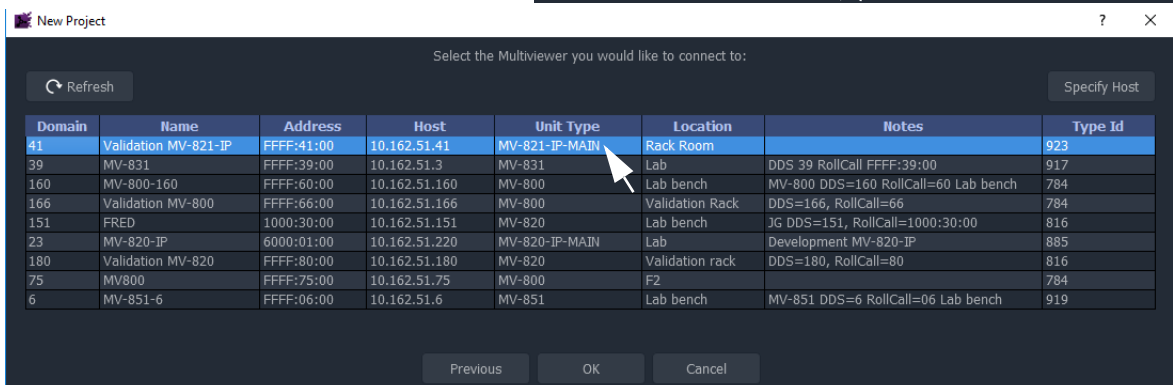 New Project ? ×
Select the Multiviewer you would like to connect to:
Refresh Specify Host
Domain Name Address Host Unit Type Location Notes Type Id
41 Validation MV-821-IP FFFF:41:00 10.162.51.41 MV-821-IP-MAIN Rack Room 923
39 MV-831 FFFF:39:00 10.162.51.3 MV-831 Lab DDS 39 RollCall FFFF:39:00 917
160 MV-800-160 FFFF:60:00 10.162.51.160 MV-800 Lab bench MV-800 DDS=160 RollCall=60 Lab bench 784
166 Validation MV-800 FFFF:66:00 10.162.51.166 MV-800 Validation Rack DDS=166, RollCall=66 784
151 FRED 1000:30:00 10.162.51.151 MV-820 Lab bench JG DDS=151, RollCall=1000:30:00 816
23 MV-820-IP 6000:01:00 10.162.51.220 MV-820-IP-MAIN Lab Development MV-820-IP 885
180 Validation MV-820 FFFF:80:00 10.162.51.180 MV-820 Validation rack DDS=180, RollCall=80 816
75 MV800 FFFF:75:00 10.162.51.75 MV-800 F2 784
6 MV-851-6 FFFF:06:00 10.162.51.6 MV-851 Lab bench MV-851 DDS=6 RollCall=06 Lab bench 919
Previous OK Cancel